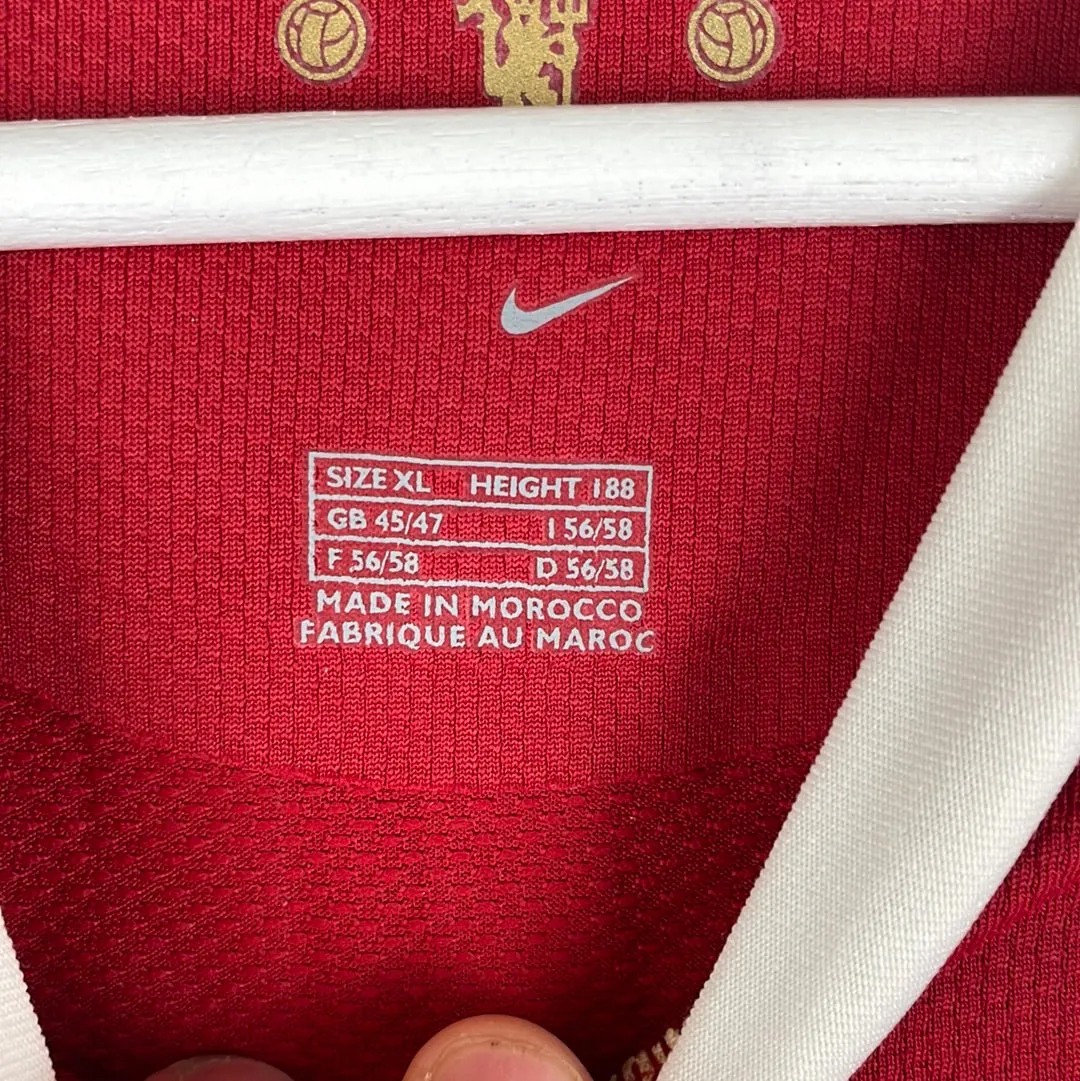 SIZE XL HEIGHT 188
GB 45/47 I 56/58
F 56/58 D 56/58
MADE IN MOROCCO
FABRIQUE AU MAROC